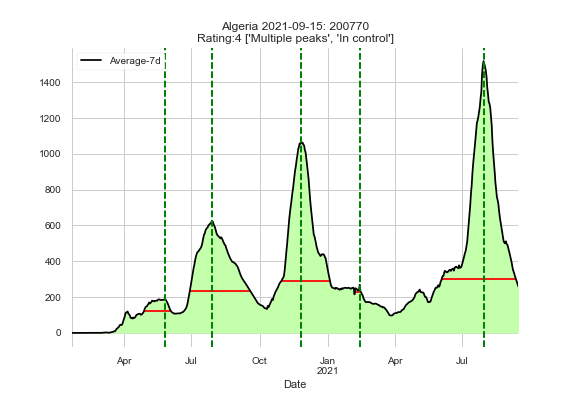 Algeria 2021-09-15: 200770
Rating:4 ['Multiple peaks', 'In control']
Average-7d
1400
1200
1000
800
600
400
200
0
Apr Jul Oct Jan Apr Jul
2021
Date